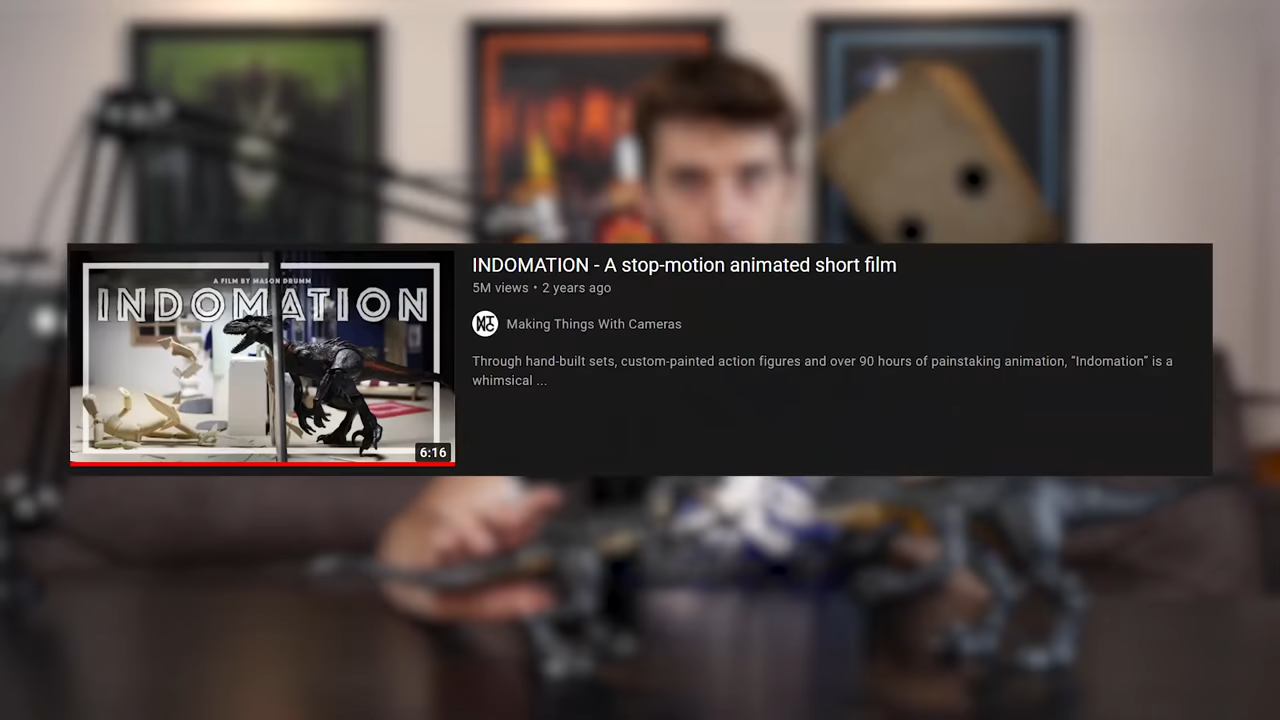 INDOMATION - A stop-motion animated short film
5M views • 2 years ago
MT
WC
Making Things With Cameras
Through hand-built sets, custom-painted action figures and over 90 hours of painstaking animation, “Indomation” is a
whimsical ...
A FILM BY MASON DRUMM
INDOMATION
6:16